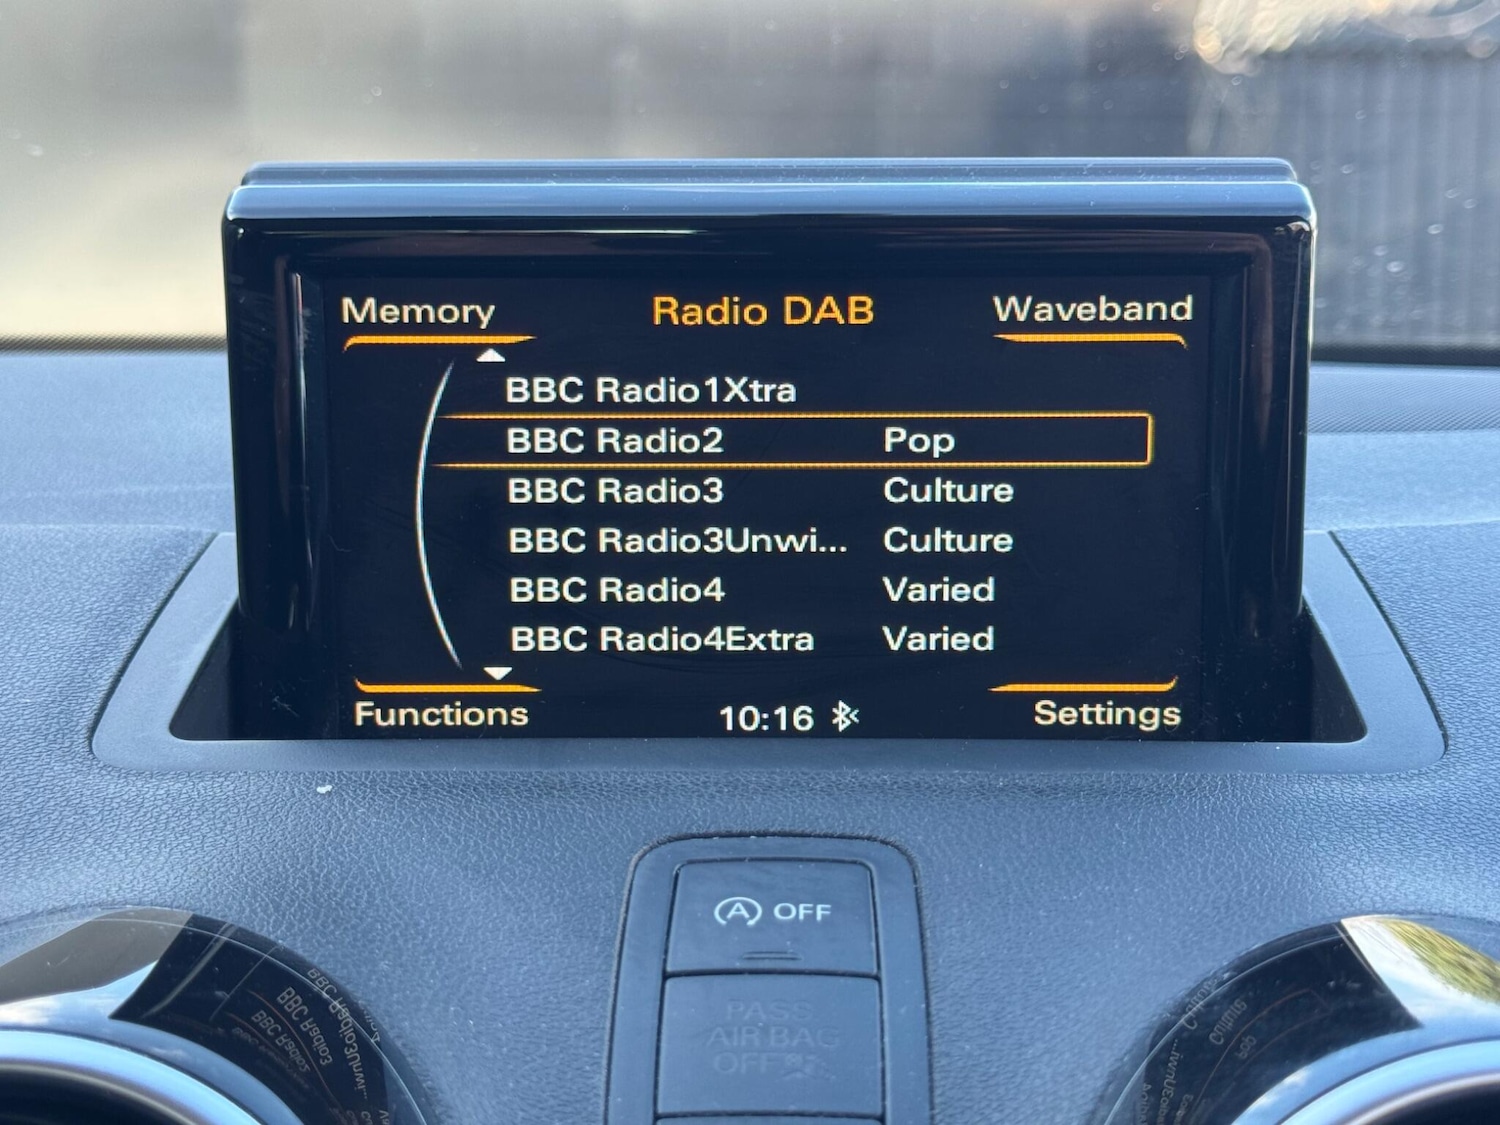 Memory Radio DAB Waveband
BBC Radio1Xtra
BBC Radio2 Pop
BBC Radio3 Culture
BBC Radio3Unwi... Culture
BBC Radio4 Varied
BBC Radio4Extra Varied
Functions 10:16 Settings
A OFF
AIR BAG
OFF